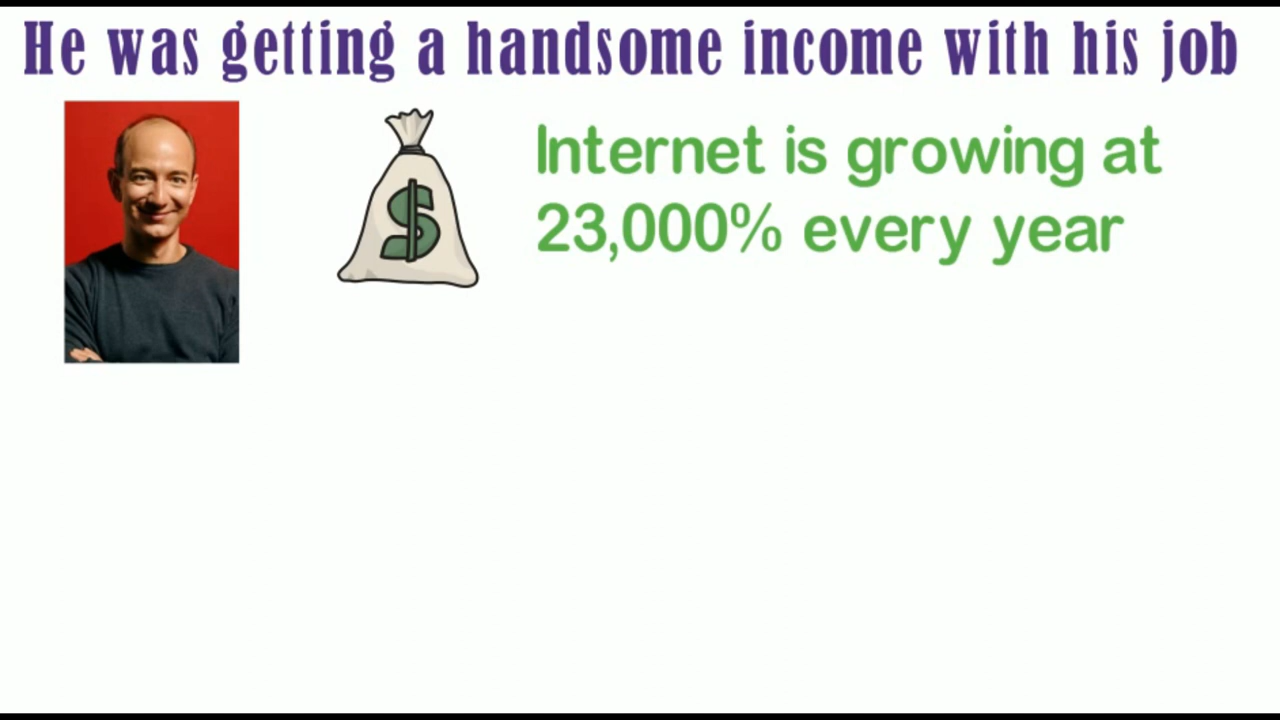 He was getting a handsome income with his job
Internet is growing at
23,000% every year
$